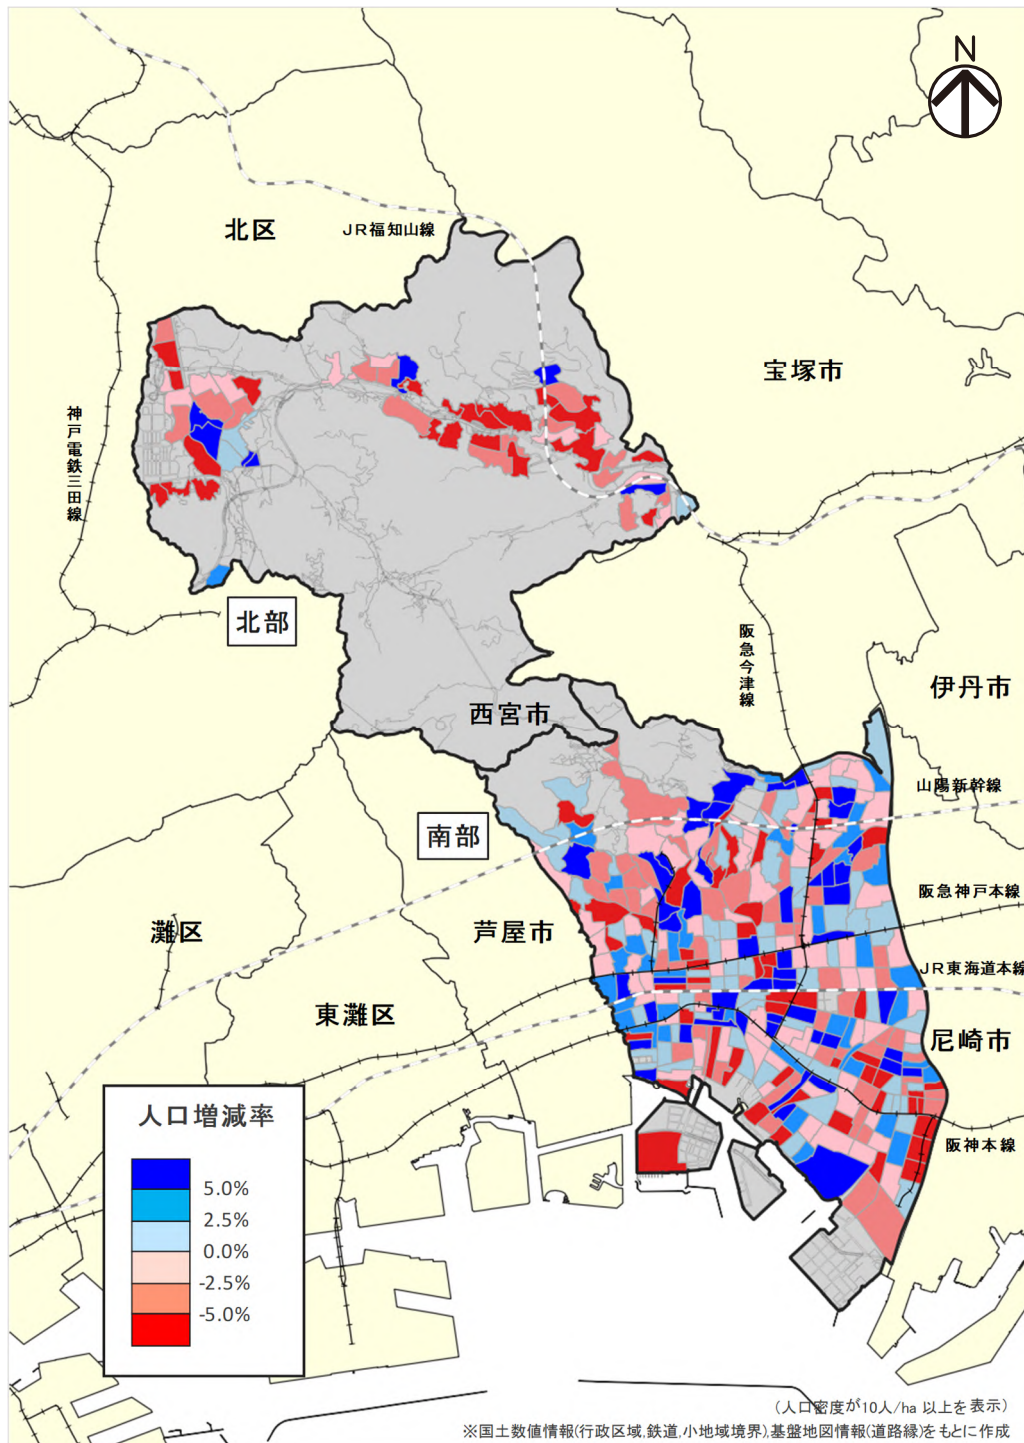 N
北区
JR福知山線
宝塚市
神戸電鉄三田線
北部
阪急今津線
伊丹市
西宮市
山陽新幹線
南部
阪急神戸本線
灘区
芦屋市
JR東海道本線
東灘区
尼崎市
人口増減率
阪神本線
5.0%
2.5%
0.0%
-2.5%
-5.0%
(人口密度が10人/ha 以上を表示)
※国土数値情報(行政区域,鉄道,小地域境界),基盤地図情報(道路縁)をもとに作成